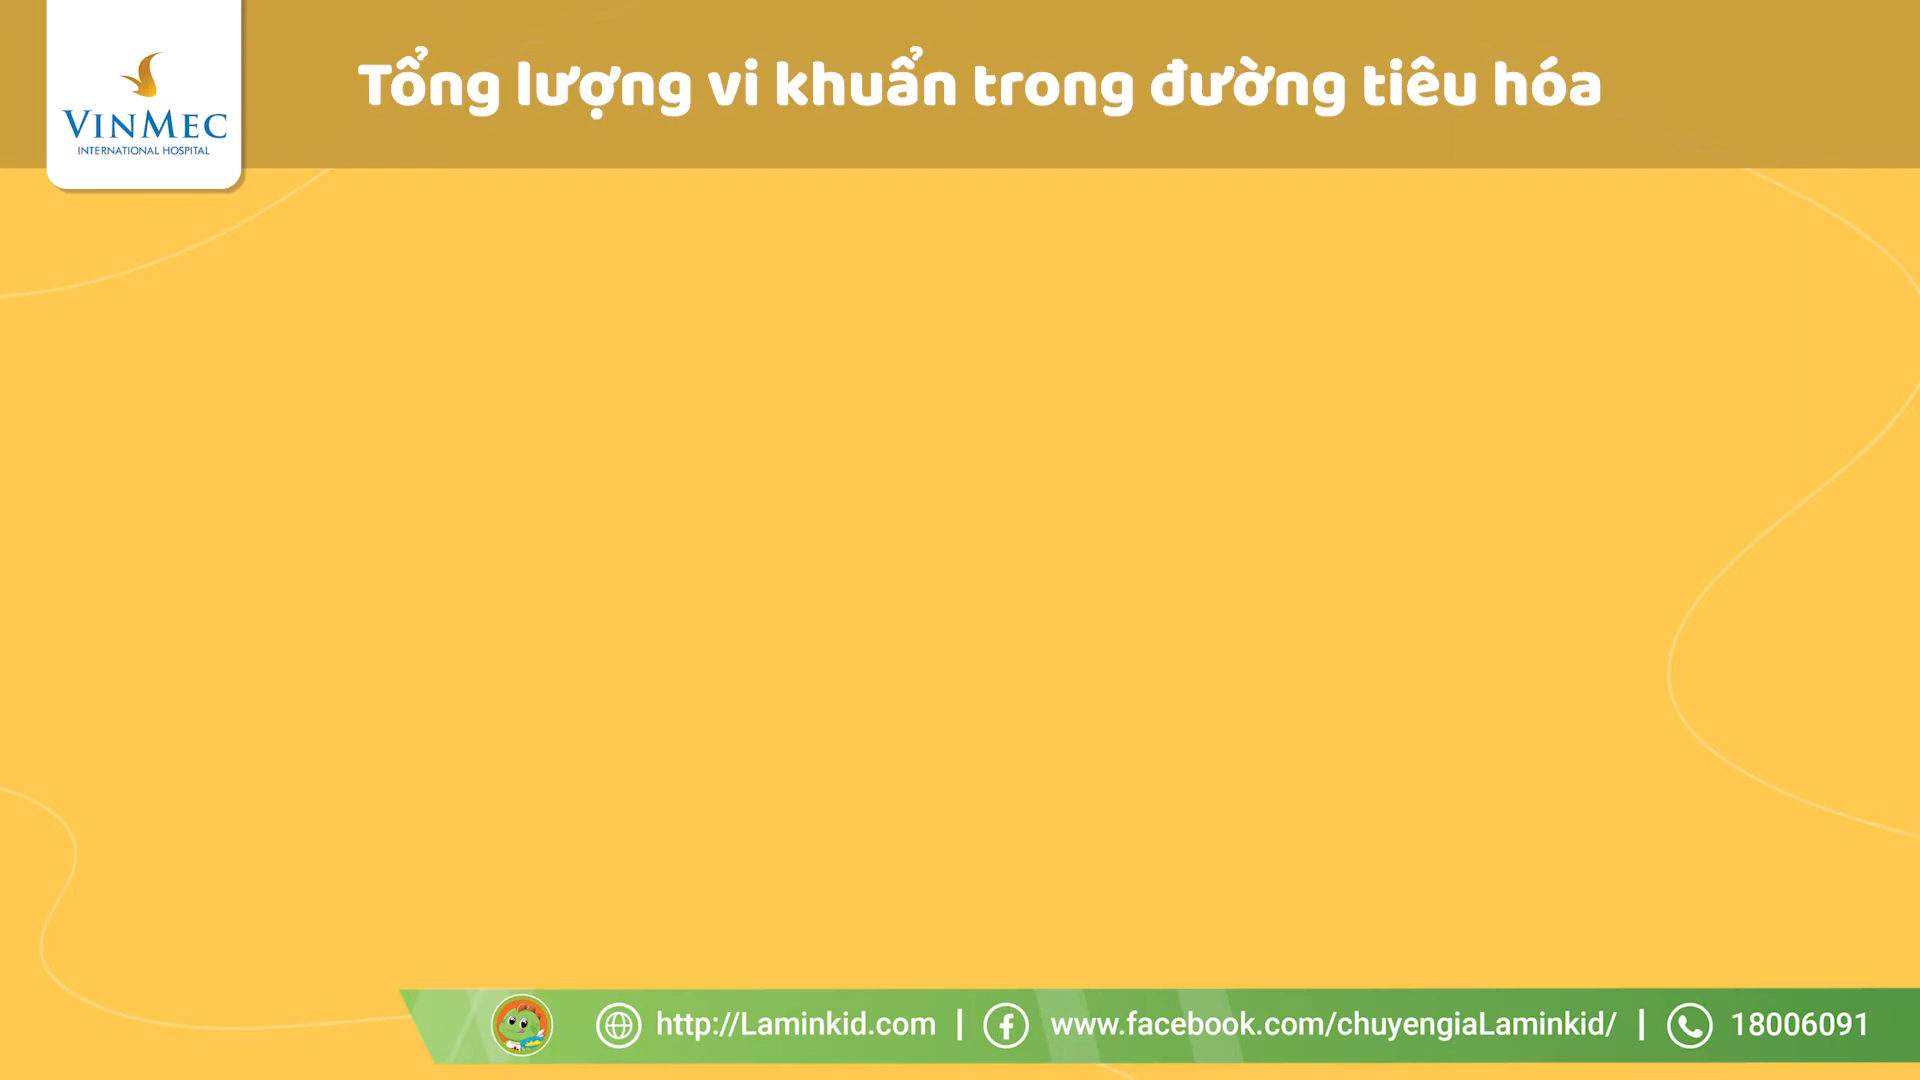 VINMEC
INTERNATIONAL HOSPITAL
Tổng lượng vi khuẩn trong đường tiêu hóa
http://Laminkid.com | www.facebook.com/chuyengiaLaminkid/ | 18006091